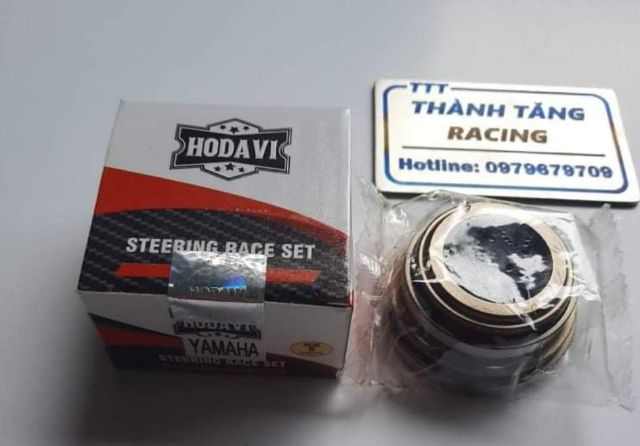 HODAVI
STEERING RACE SET
HODAVI
HODAVI
YAMAHA
STEERING RACE SET
TTT
THÀNH TĂNG
RACING
Hotline: 0979679709